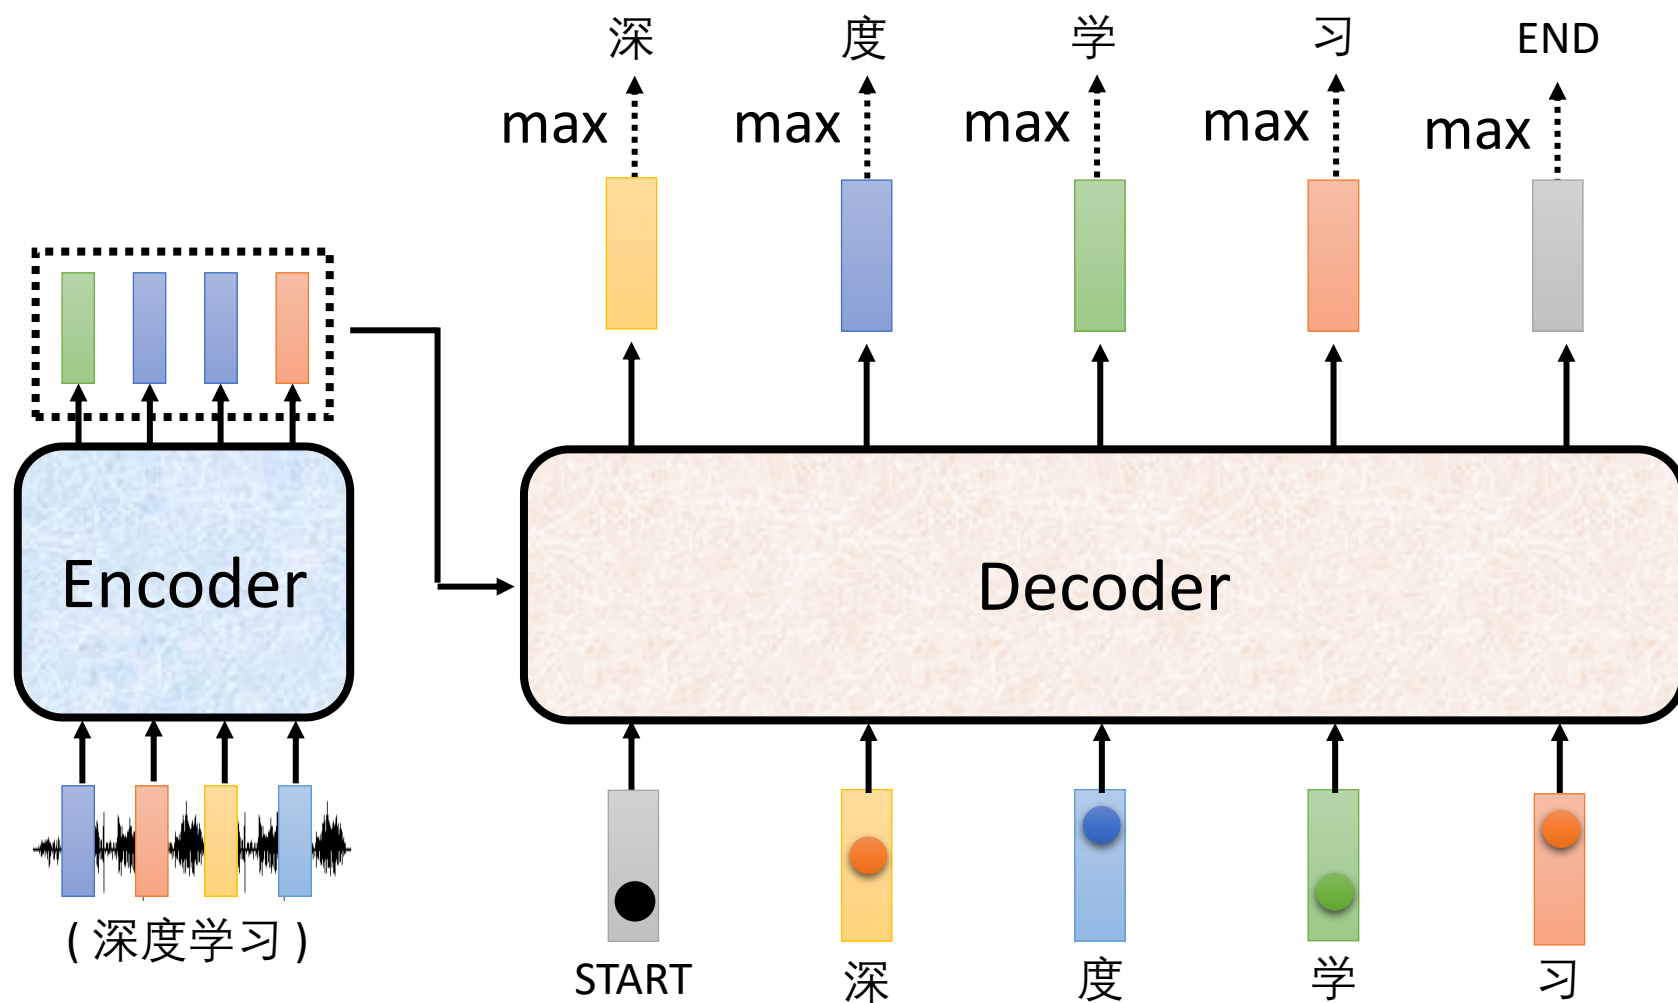 深 度 学 习 END
max max max max max
Encoder
Decoder
( 深度学习 )
START 深 度 学 习